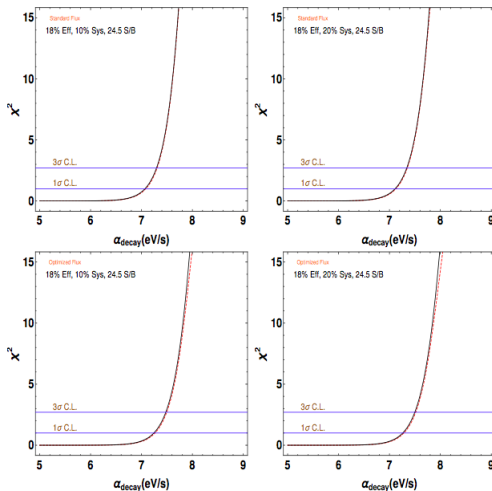 Standard Flux
18% Eff, 10% Sys, 24.5 S/B
15
10
5
0
χ²
3σ C.L.
1σ C.L.
5 6 7 8 9
α_decay(eV/s)
Standard Flux
18% Eff, 20% Sys, 24.5 S/B
15
10
5
0
χ²
3σ C.L.
1σ C.L.
5 6 7 8 9
α_decay(eV/s)
Optimized Flux
18% Eff, 10% Sys, 24.5 S/B
15
10
5
0
χ²
3σ C.L.
1σ C.L.
5 6 7 8 9
α_decay(eV/s)
Optimized Flux
18% Eff, 20% Sys, 24.5 S/B
15
10
5
0
χ²
3σ C.L.
1σ C.L.
5 6 7 8 9
α_decay(eV/s)